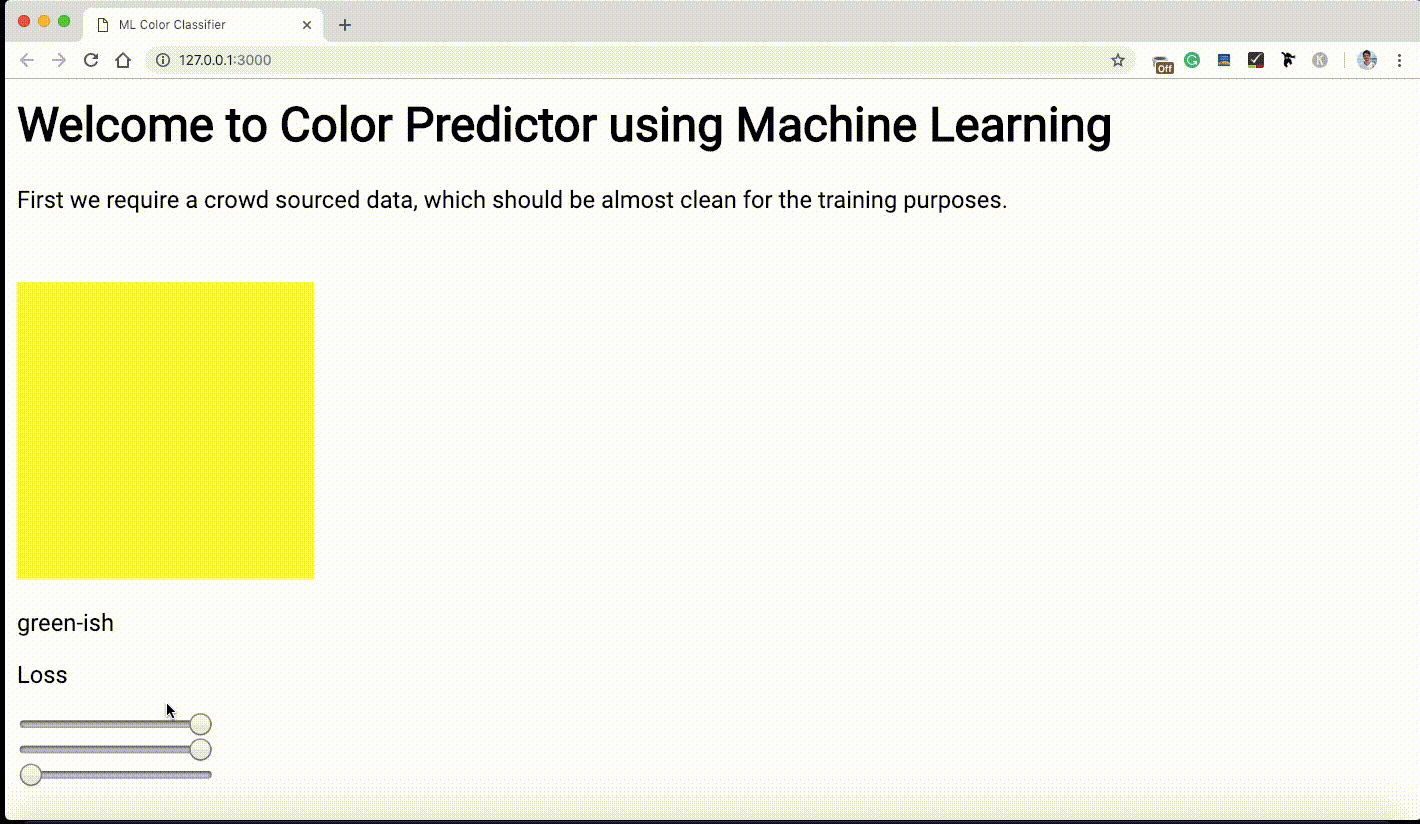 ML Color Classifier
127.0.0.1:3000
Off
Welcome to Color Predictor using Machine Learning
First we require a crowd sourced data, which should be almost clean for the training purposes.
green-ish
Loss